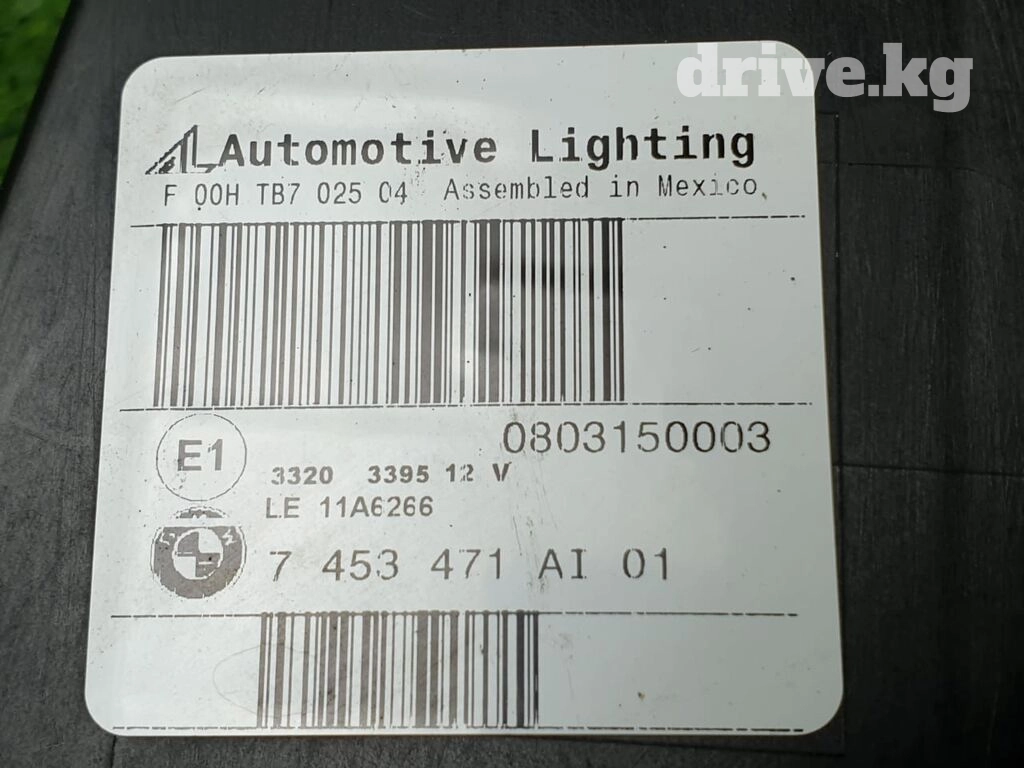 drive.kg
AL Automotive Lighting
F 00H TB7 025 04 Assembled in Mexico
0803150003
E1
3320 3395 12 V
LE 11A6266
7 453 471 AI 01